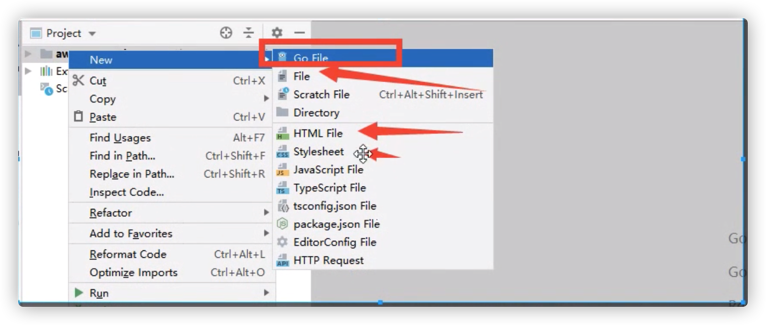 Project
aw
New
Go File
Ext
Cut Ctrl+X
File
Sc
Copy
Scratch File Ctrl+Alt+Shift+Insert
Paste Ctrl+V
Directory
Find Usages Alt+F7
HTML File
Find in Path... Ctrl+Shift+F
Stylesheet
Replace in Path... Ctrl+Shift+R
JavaScript File
Inspect Code...
TypeScript File
Refactor
tsconfig.json File
Add to Favorites
package.json File
Reformat Code Ctrl+Alt+L
EditorConfig File
Optimize Imports Ctrl+Alt+O
HTTP Request
Run
Go
Go